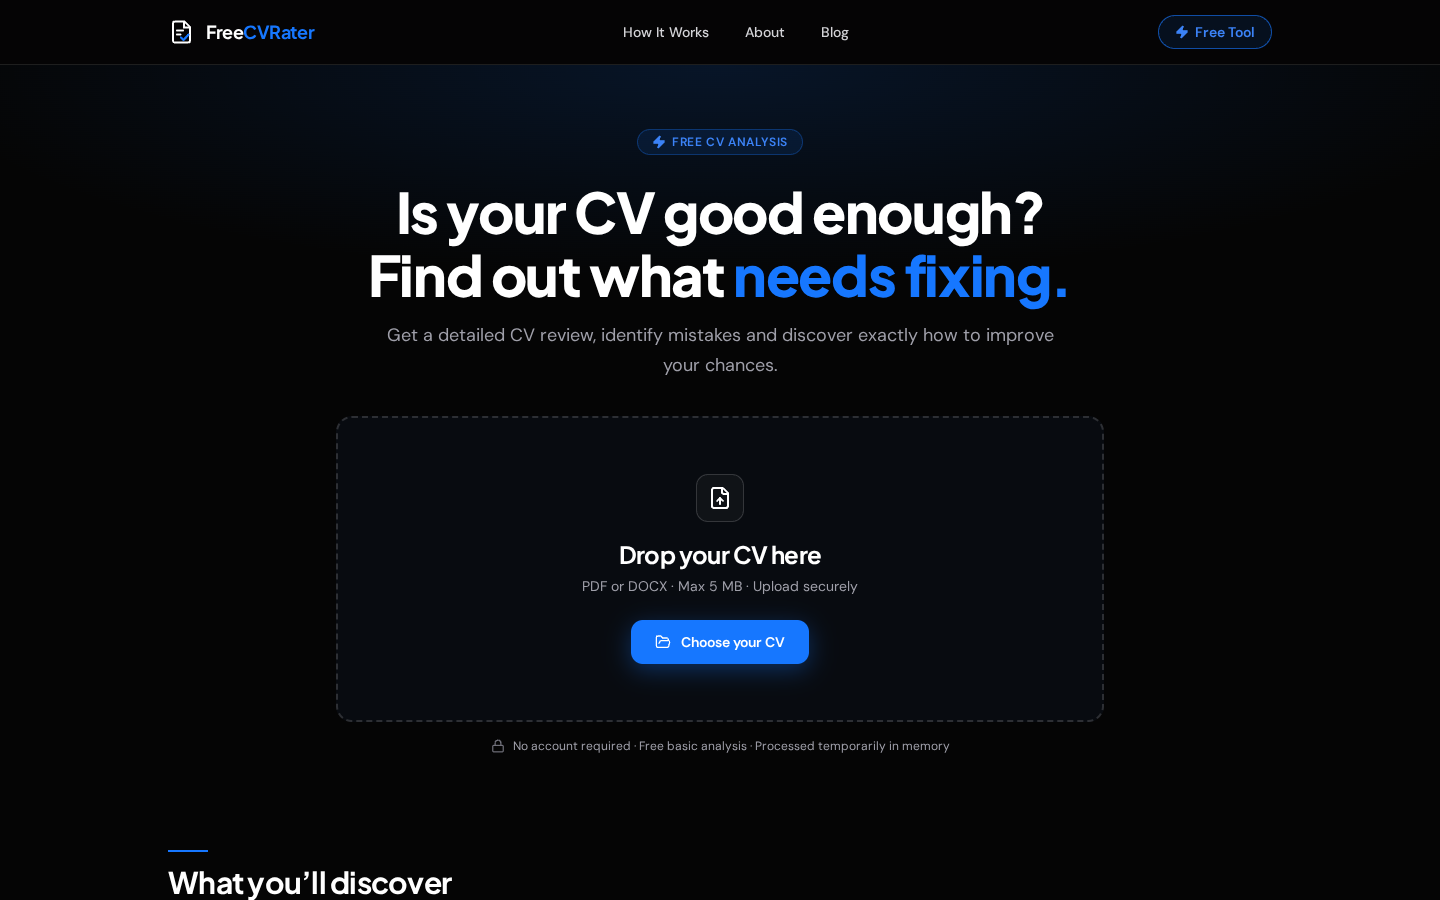 FreeCVRater
How It Works
About
Blog
Free Tool
FREE CV ANALYSIS
Is your CV good enough?
Find out what needs fixing.
Get a detailed CV review, identify mistakes and discover exactly how to improve
your chances.
Drop your CV here
PDF or DOCX · Max 5 MB · Upload securely
Choose your CV
No account required · Free basic analysis · Processed temporarily in memory
What you’ll discover